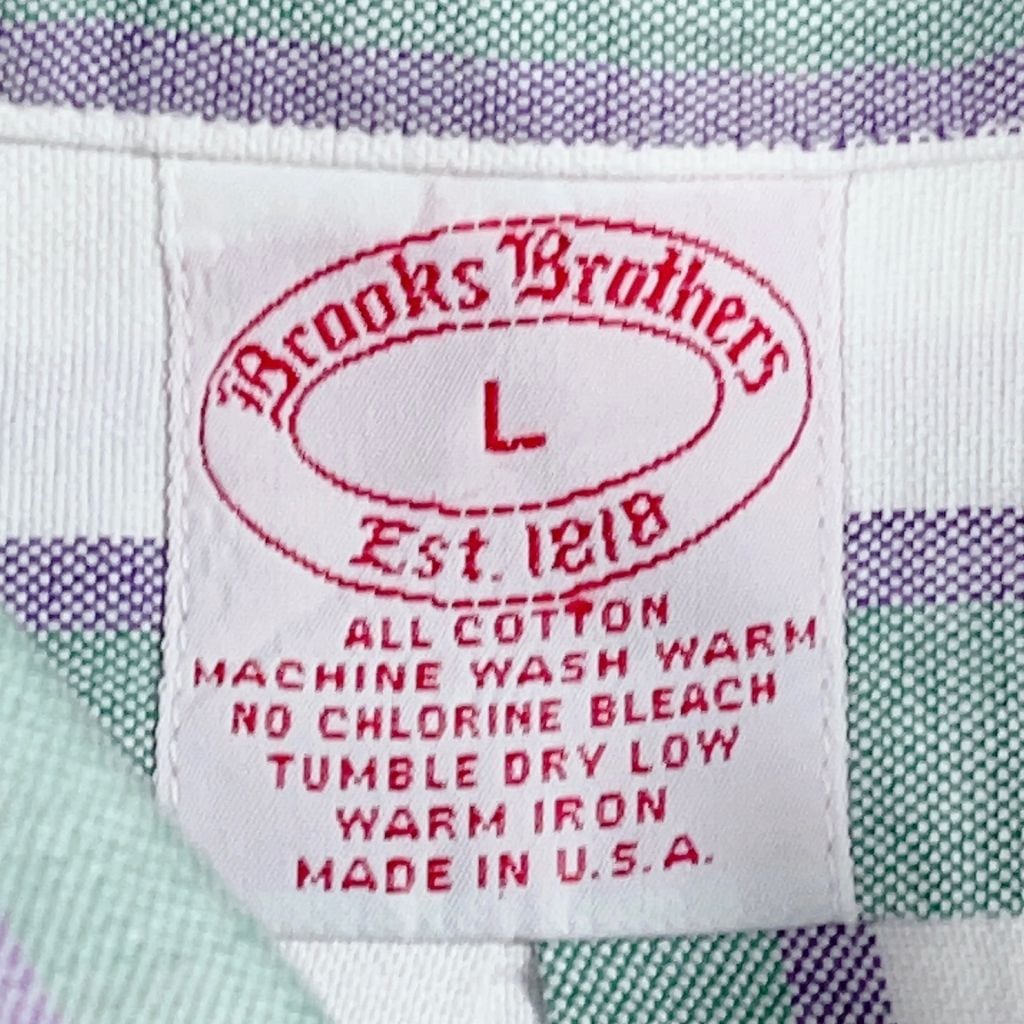 Brooks Brothers
L
Est. 1818
ALL COTTON
MACHINE WASH WARM
NO CHLORINE BLEACH
TUMBLE DRY LOW
WARM IRON
MADE IN U.S.A.